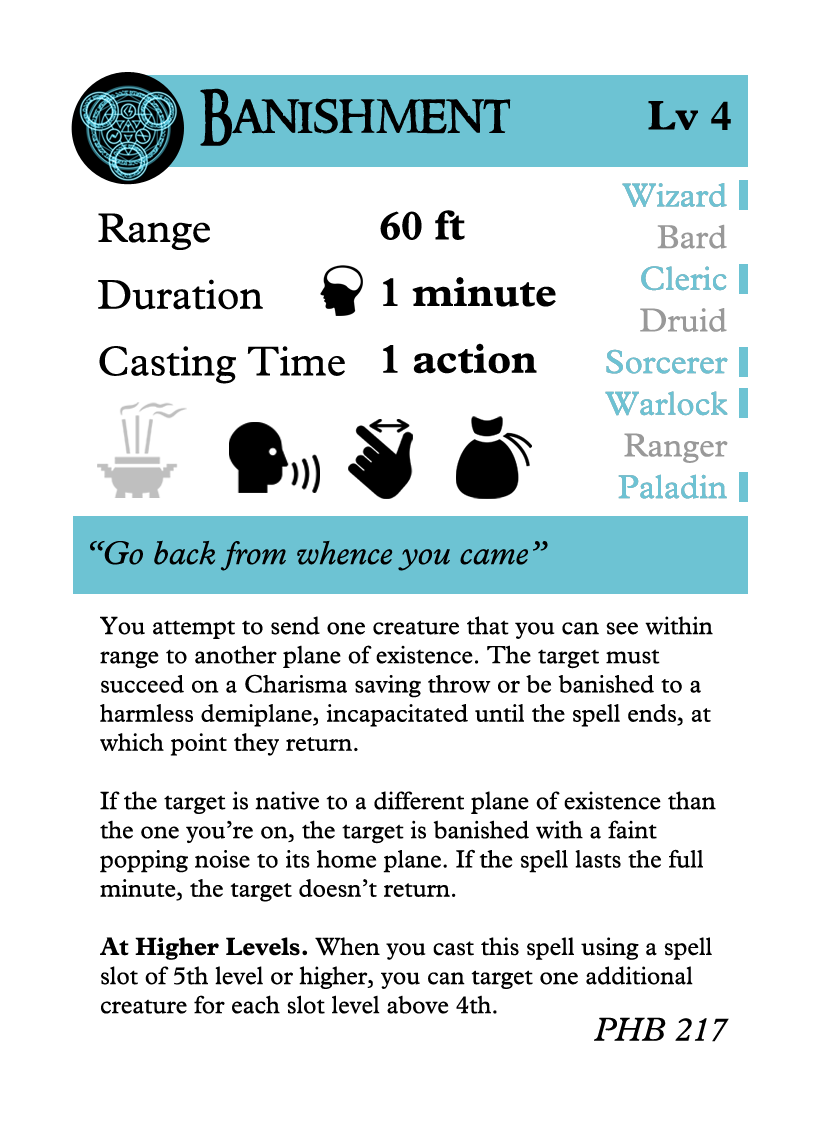 BANISHMENT
Lv 4
Range 60 ft
Duration 1 minute
Casting Time 1 action
Wizard
Bard
Cleric
Druid
Sorcerer
Warlock
Ranger
Paladin
“Go back from whence you came”
You attempt to send one creature that you can see within
range to another plane of existence. The target must
succeed on a Charisma saving throw or be banished to a
harmless demiplane, incapacitated until the spell ends, at
which point they return.
If the target is native to a different plane of existence than
the one you’re on, the target is banished with a faint
popping noise to its home plane. If the spell lasts the full
minute, the target doesn’t return.
At Higher Levels. When you cast this spell using a spell
slot of 5th level or higher, you can target one additional
creature for each slot level above 4th.
PHB 217